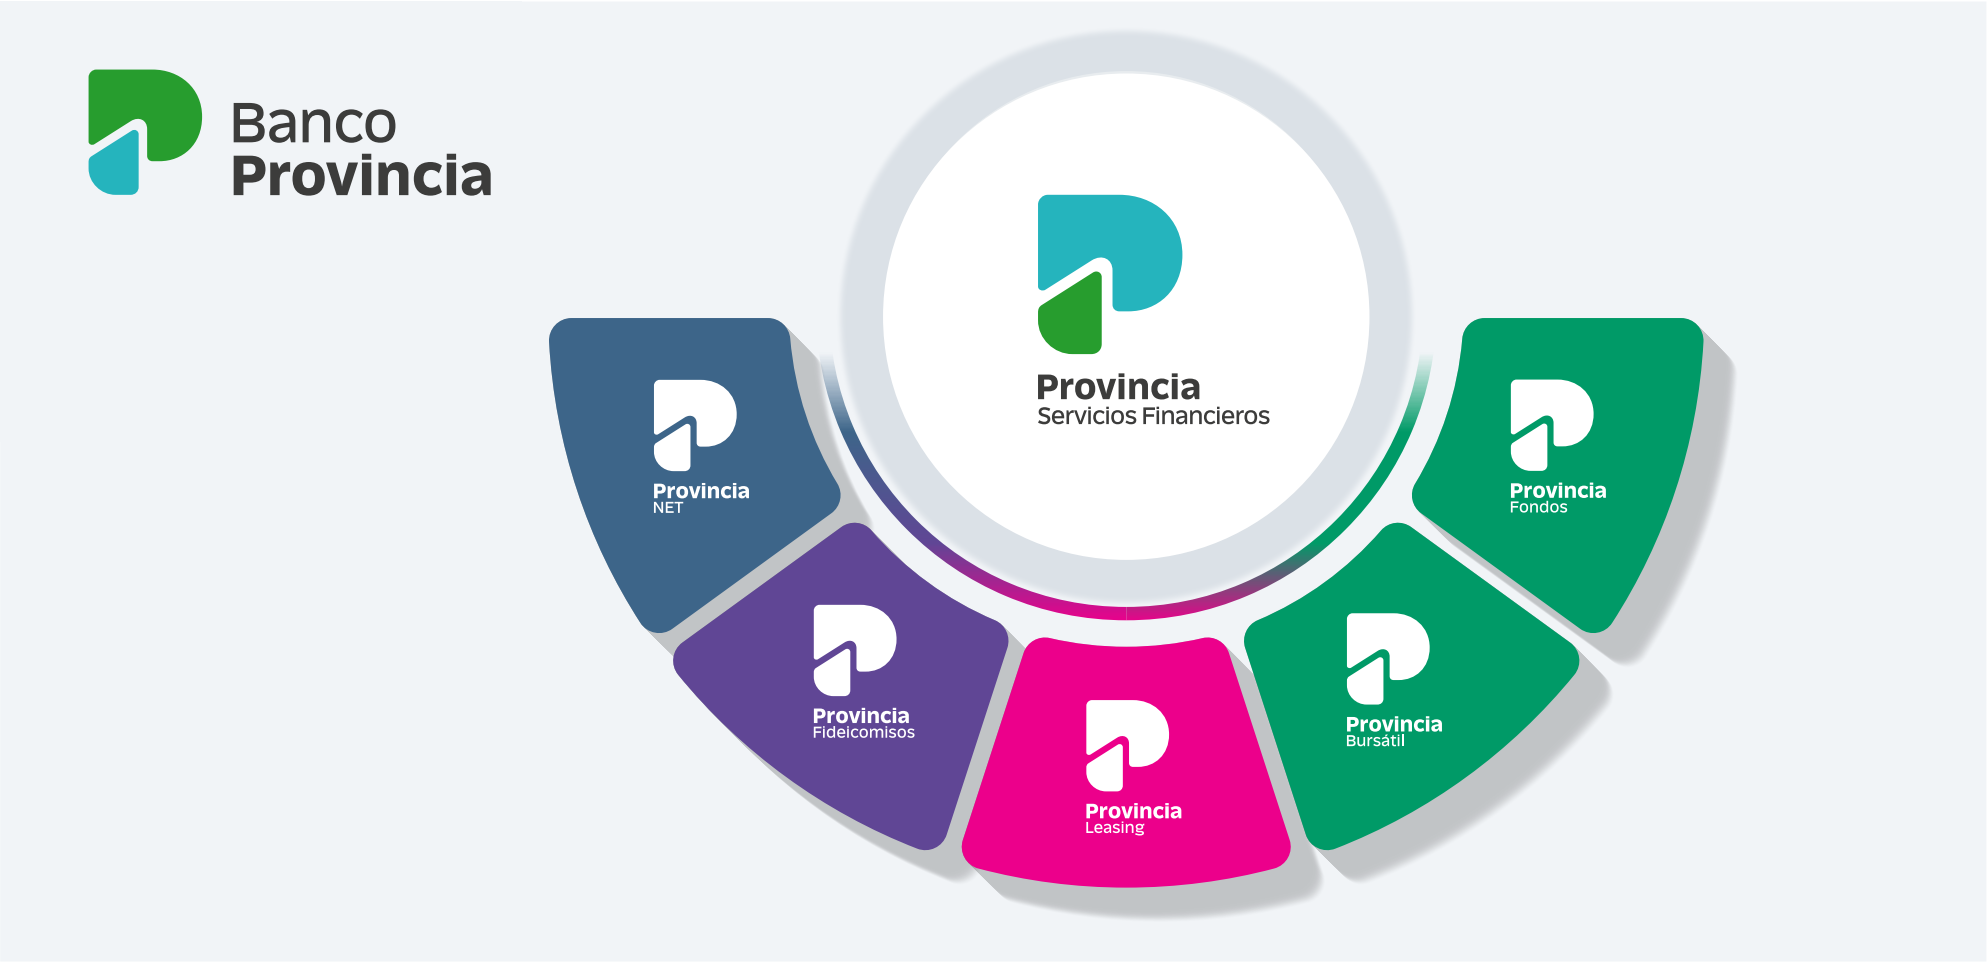 Banco
Provincia
Provincia
Servicios Financieros
Provincia
NET
Provincia
Fideicomisos
Provincia
Leasing
Provincia
Bursátil
Provincia
Fondos